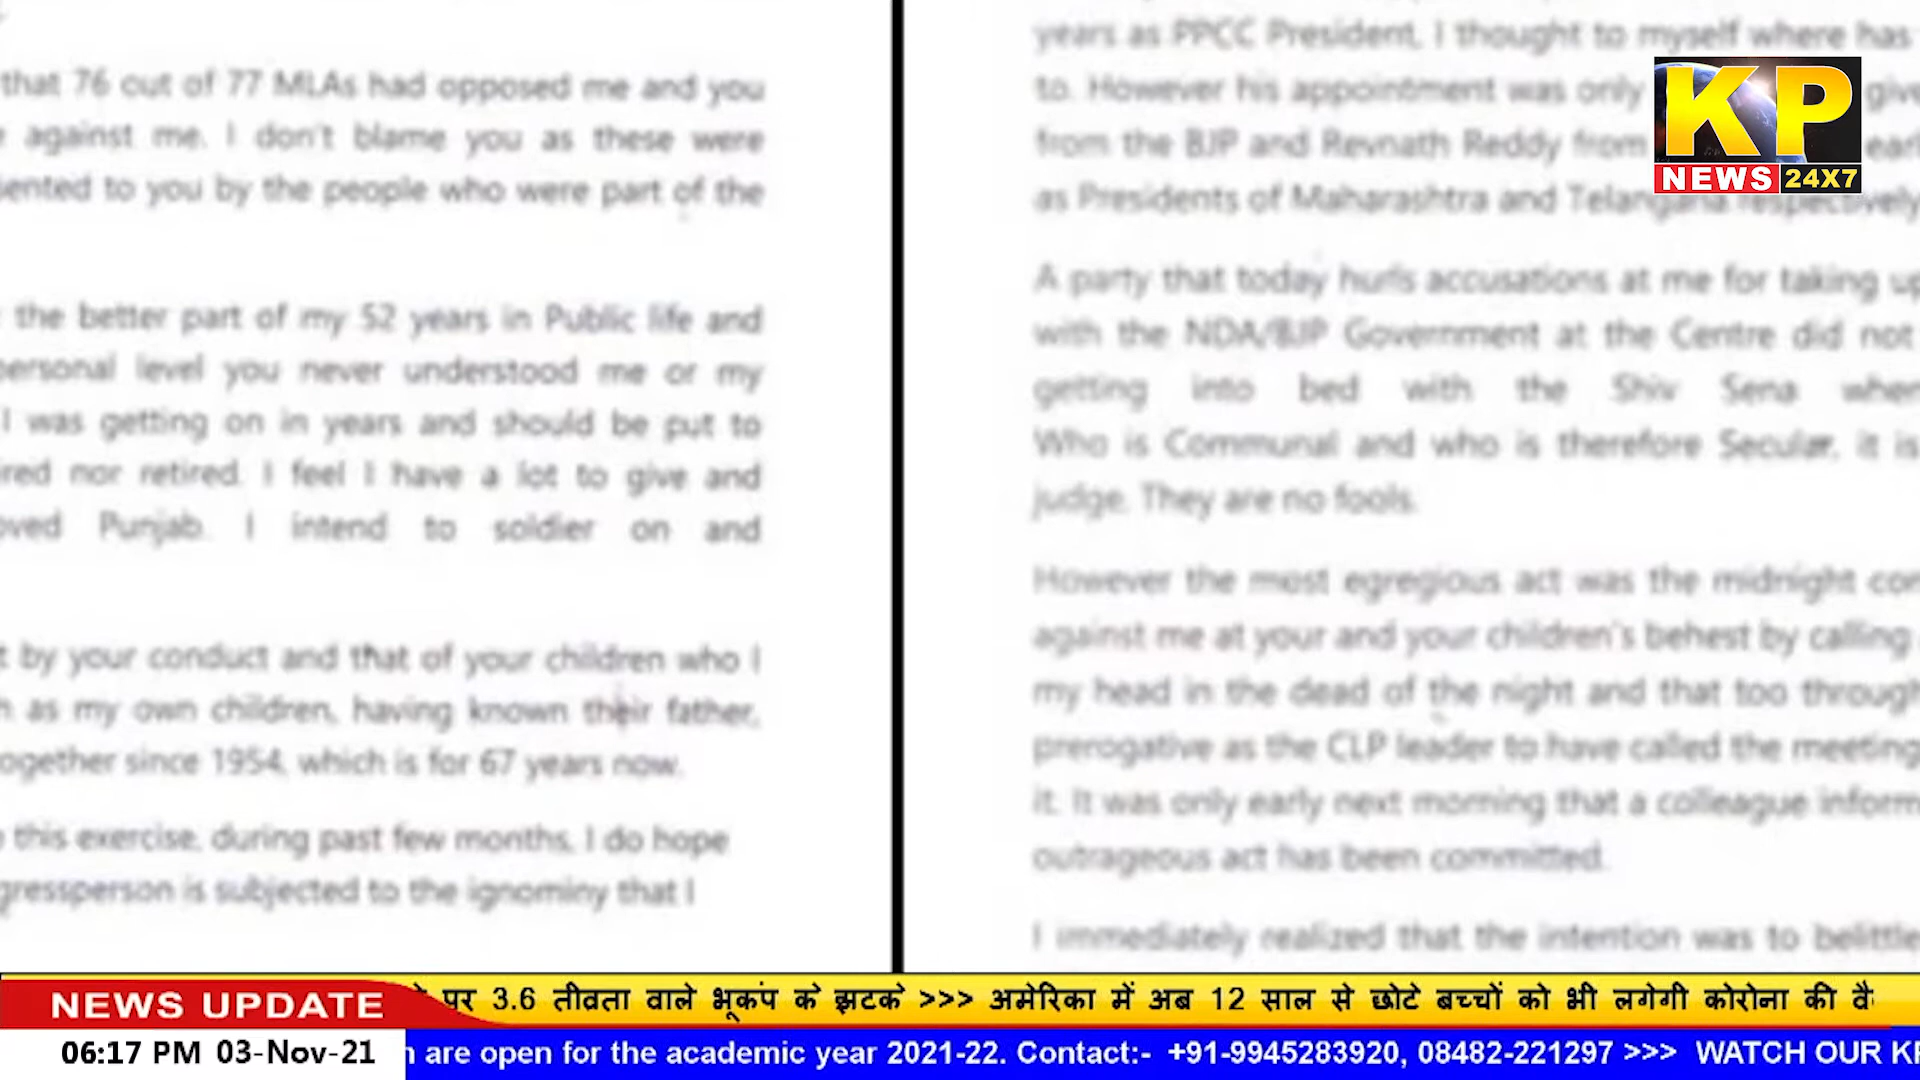 that 76 out of 77 MLAs had opposed me and you
against me. I don't blame you as these were
sented to you by the people who were part of the
the better part of my 52 years in Public life and
personal level you never understood me or my
I was getting on in years and should be put to
red nor retired. I feel I have a lot to give and
oved Punjab. I intend to soldier on and
t by your conduct and that of your children who I
h as my own children, having known their father,
ogether since 1954, which is for 67 years now.
this exercise, during past few months, I do hope
gressperson is subjected to the ignominy that I
years as PPCC President, I thought to myself where has
to. However his appointment was only give
from the BJP and Revnath Reddy from earl
as Presidents of Maharashtra and Telangana respectively
A party that today hurls accusations at me for taking up
with the NDA/BJP Government at the Centre did not
getting into bed with the Shiv Sena when
Who is Communal and who is therefore Secular, it is
judge. They are no fools.
However the most egregious act was the midnight con
against me at your and your children's behest by calling
my head in the dead of the night and that too through
prerogative as the CLP leader to have called the meeting
it. It was only early next morning that a colleague inform
outrageous act has been committed.
I immediately realized that the intention was to belittle
KP
NEWS 24X7
NEWS UPDATE
पर 3.6 तीव्रता वाले भूकंप के झटके >>> अमेरिका में अब 12 साल से छोटे बच्चों को भी लगेगी कोरोना की वै
06:17 PM 03-Nov-21
n are open for the academic year 2021-22. Contact:- +91-9945283920, 08482-221297 >>> WATCH OUR KP